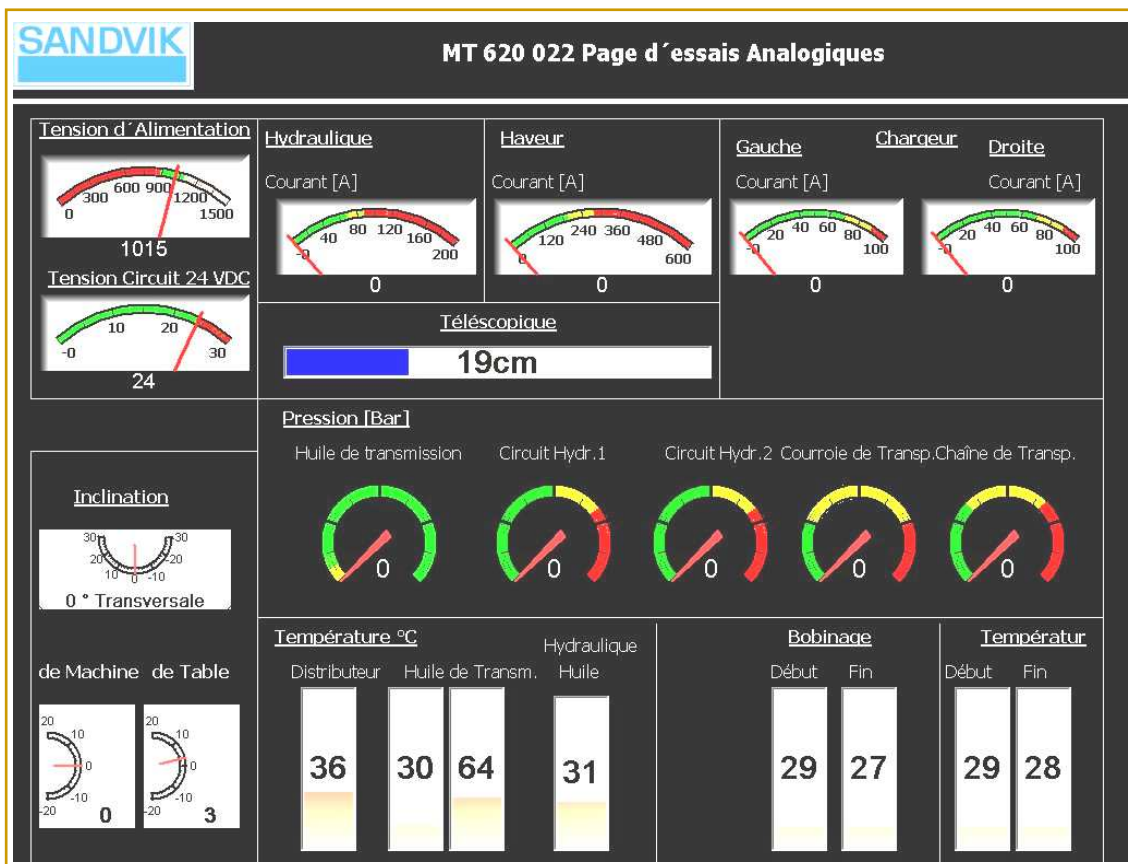 SANDVIK
MT 620 022 Page d´essais Analogiques
Tension d´Alimentation
0 300 600 900 1200 1500
1015
Tension Circuit 24 VDC
-0 10 20 30
24
Hydraulique
Courant [A]
-0 40 80 120 160 200
0
Haveur
Courant [A]
0 120 240 360 480 600
0
Chargeur
Gauche
Courant [A]
-0 20 40 60 80 100
0
Droite
Courant [A]
-0 20 40 60 80 100
0
Téléscopique
19cm
Pression [Bar]
Huile de transmission
0
Circuit Hydr.1
0
Circuit Hydr.2
0
Courroie de Transp.
0
Chaîne de Transp.
0
Inclination
30 20 10 0 -10 -20 -30
0 ° Transversale
de Machine
20 10 0 -10 -20
0
de Table
20 10 0 -10 -20
3
Température °C
Distributeur
36
Huile de Transm.
30 64
Hydraulique
Huile
31
Bobinage
Début Fin
29 27
Températur
Début Fin
29 28